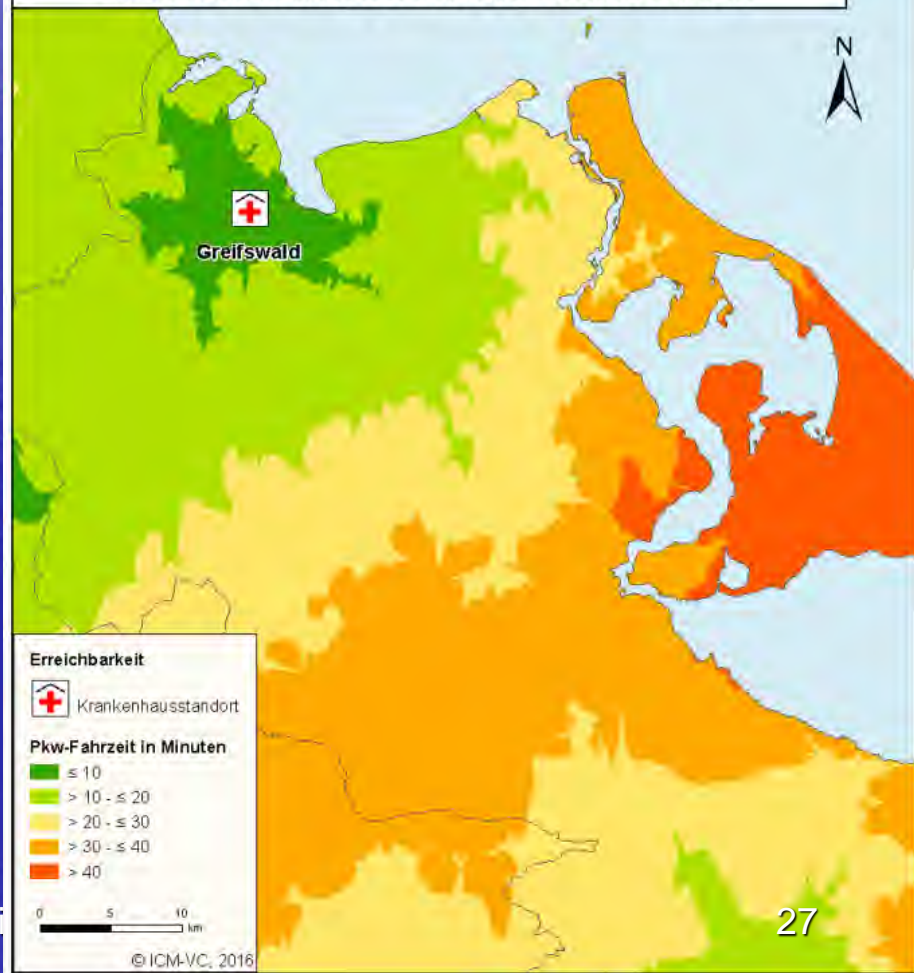 N
Greifswald
Erreichbarkeit
Krankenhausstandort
Pkw-Fahrzeit in Minuten
≤ 10
> 10 - ≤ 20
> 20 - ≤ 30
> 30 - ≤ 40
> 40
0 5 10
km
© ICM-VC, 2016
27